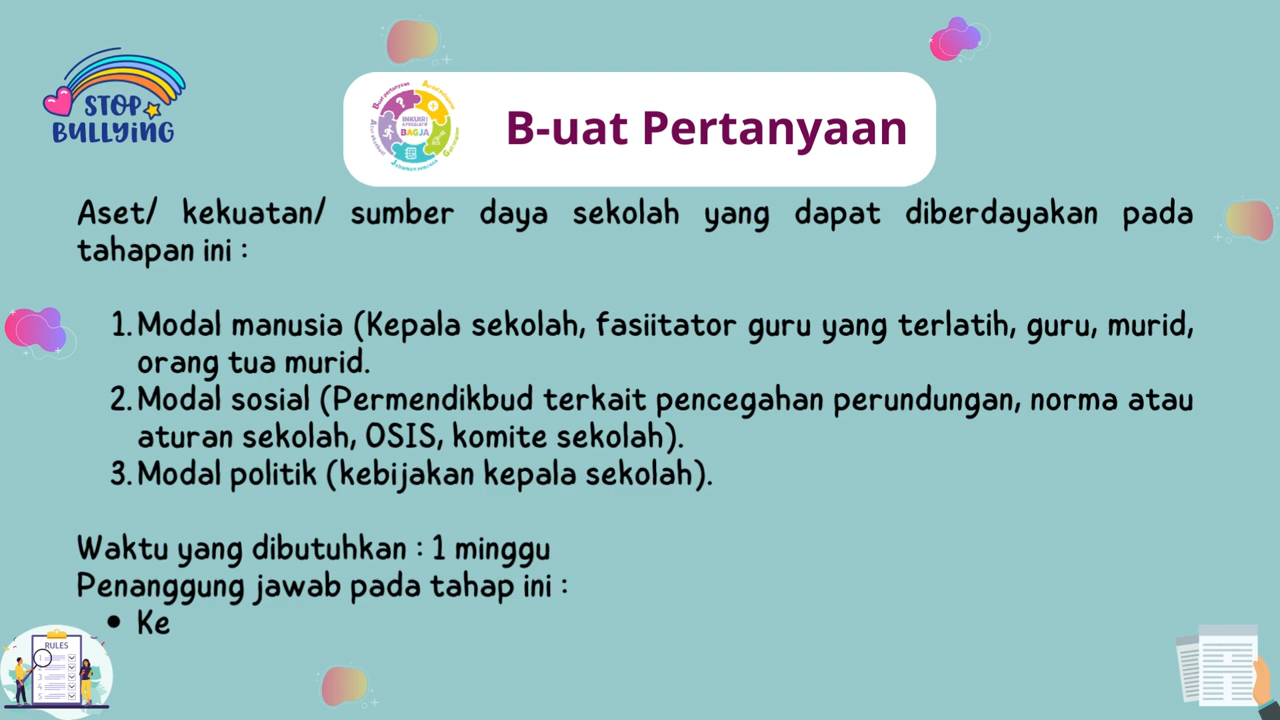 STOP
BULLYING
B-uat Pertanyaan
INKUIRI
BAGJA
Aset/ kekuatan/ sumber daya sekolah yang dapat diberdayakan pada
tahapan ini :
1. Modal manusia (Kepala sekolah, fasiitator guru yang terlatih, guru, murid,
orang tua murid.
2. Modal sosial (Permendikbud terkait pencegahan perundungan, norma atau
aturan sekolah, OSIS, komite sekolah).
3. Modal politik (kebijakan kepala sekolah).
Waktu yang dibutuhkan : 1 minggu
Penanggung jawab pada tahap ini :
• Ke
RULES